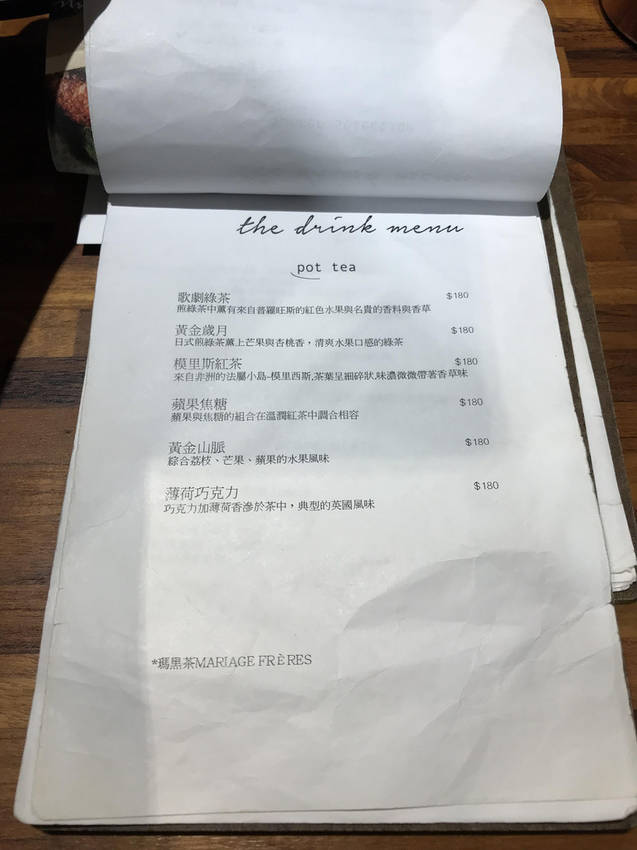 the drink menu
pot tea
歌劇綠茶 $180
煎綠茶中薰有來自普羅旺斯的紅色水果與名貴的香料與香草
黃金歲月 $180
日式煎綠茶薰上芒果與杏桃香，清爽水果口感的綠茶
模里斯紅茶 $180
來自非洲的法屬小島-模里西斯,茶葉呈細碎狀,味濃微微帶著香草味
蘋果焦糖 $180
蘋果與焦糖的組合在溫潤紅茶中調合相容
黃金山脈 $180
綜合荔枝、芒果、蘋果的水果風味
薄荷巧克力 $180
巧克力加薄荷香滲於茶中，典型的英國風味
*瑪黑茶MARIAGE FRÈRES